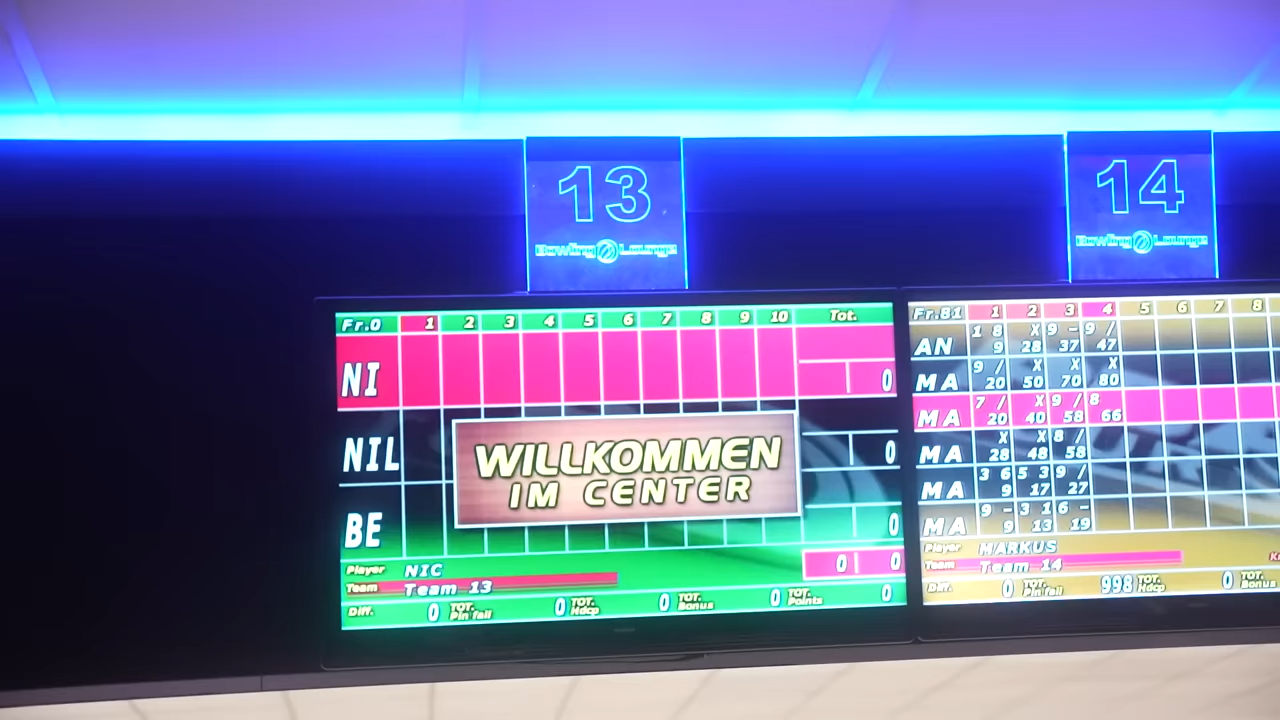 13
Bowling Lounge
14
Bowling Lounge
Fr.0 1 2 3 4 5 6 7 8 9 10 Tot.
NI 0
NIL 0
BE 0
WILLKOMMEN
IM CENTER
0 0
Player NIC
Team Team 13
Diff. 0 TOT. Pinfall 0 TOT. Hdcp 0 TOT. Bonus 0 TOT. Points 0
Fr.81 1 2 3 4 5 6 7 8
1 8 X 9 - 9 /
AN 9 28 37 47
9 / X X X
MA 20 50 70 80
7 / X 9 / 8
MA 20 40 58 66
X X 8 /
MA 28 48 58
3 6 5 3 9 /
MA 9 17 27
9 - 3 1 6 -
MA 9 13 19
Player MARKUS
Team Team 14
Diff. 0 TOT. Pinfall 998 TOT. Hdcp 0 TOT. Bonus